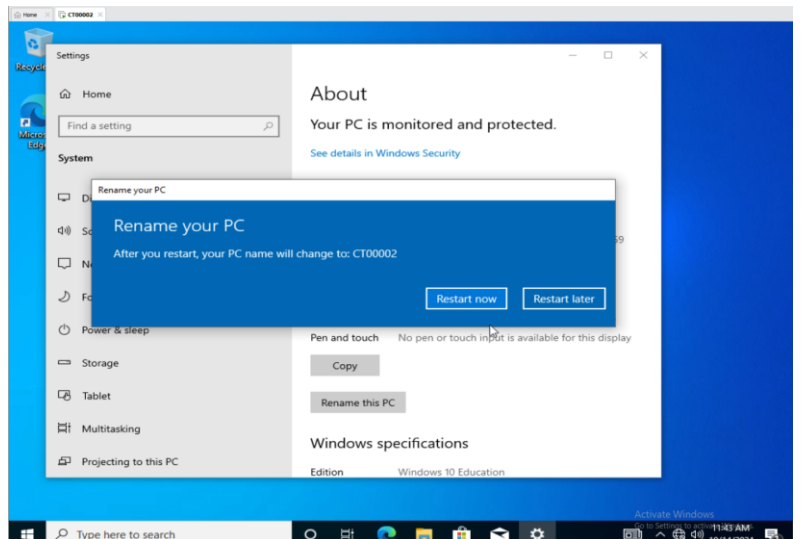 Home
CT00002
Recycle
Settings
Home
About
Find a setting
Your PC is monitored and protected.
See details in Windows Security
System
Rename your PC
Rename your PC
After you restart, your PC name will change to: CT00002
Restart now
Restart later
Power & sleep
Pen and touch
No pen or touch input is available for this display
Storage
Copy
Tablet
Rename this PC
Multitasking
Windows specifications
Projecting to this PC
Edition
Windows 10 Education
Activate Windows
11:43 AM
Type here to search